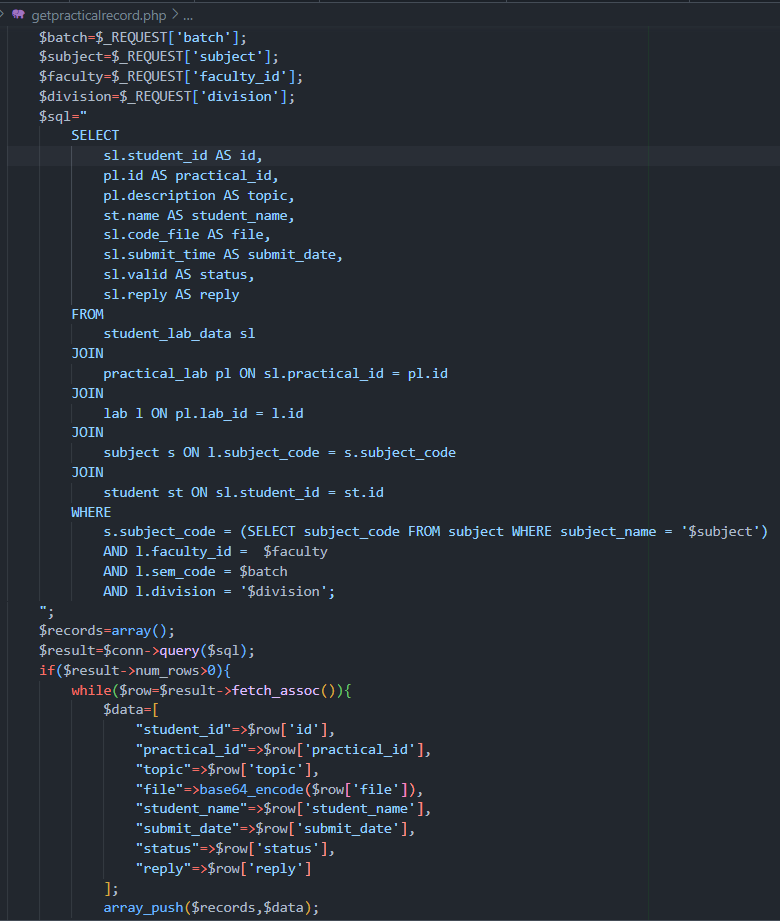 getpracticalrecord.php > ...
$batch=$_REQUEST['batch'];
$subject=$_REQUEST['subject'];
$faculty=$_REQUEST['faculty_id'];
$division=$_REQUEST['division'];
$sql="
SELECT
sl.student_id AS id,
pl.id AS practical_id,
pl.description AS topic,
st.name AS student_name,
sl.code_file AS file,
sl.submit_time AS submit_date,
sl.valid AS status,
sl.reply AS reply
FROM
student_lab_data sl
JOIN
practical_lab pl ON sl.practical_id = pl.id
JOIN
lab l ON pl.lab_id = l.id
JOIN
subject s ON l.subject_code = s.subject_code
JOIN
student st ON sl.student_id = st.id
WHERE
s.subject_code = (SELECT subject_code FROM subject WHERE subject_name = '$subject')
AND l.faculty_id =  $faculty
AND l.sem_code = $batch
AND l.division = '$division';
";
$records=array();
$result=$conn->query($sql);
if($result->num_rows>0){
while($row=$result->fetch_assoc()){
$data=[
"student_id"=>$row['id'],
"practical_id"=>$row['practical_id'],
"topic"=>$row['topic'],
"file"=>base64_encode($row['file']),
"student_name"=>$row['student_name'],
"submit_date"=>$row['submit_date'],
"status"=>$row['status'],
"reply"=>$row['reply']
];
array_push($records,$data);